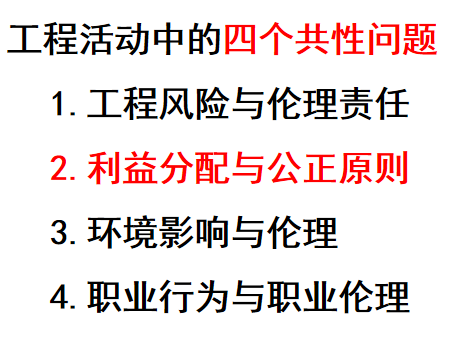 工程活动中的四个共性问题
1.工程风险与伦理责任
2.利益分配与公正原则
3.环境影响与伦理
4.职业行为与职业伦理